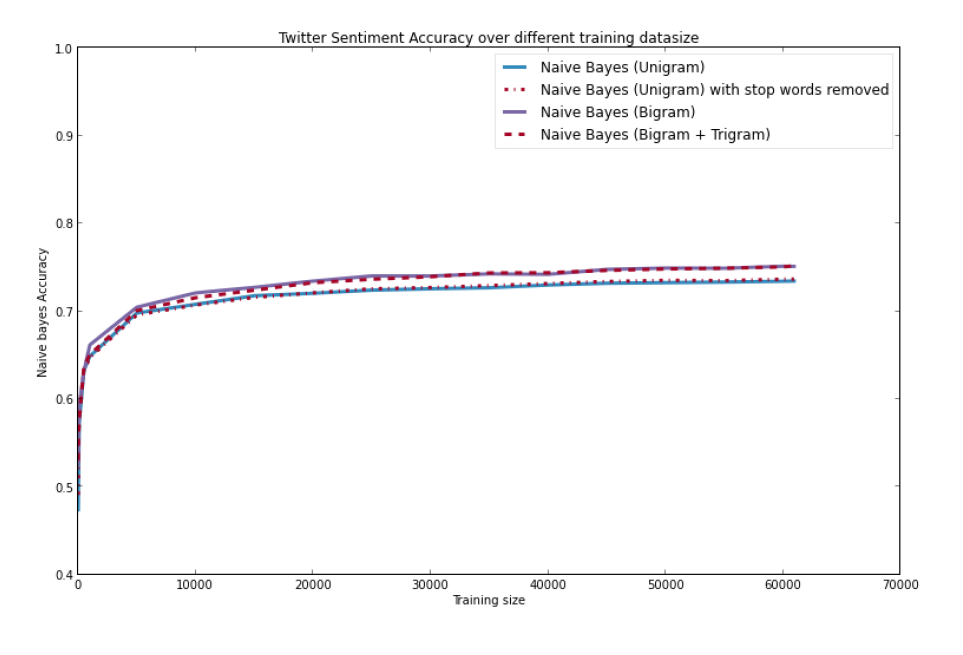 Twitter Sentiment Accuracy over different training datasize
1.0
Naive Bayes (Unigram)
Naive Bayes (Unigram) with stop words removed
Naive Bayes (Bigram)
Naive Bayes (Bigram + Trigram)
0.9
0.8
0.7
0.6
0.5
0.4
Naive bayes Accuracy
0 10000 20000 30000 40000 50000 60000 70000
Training size